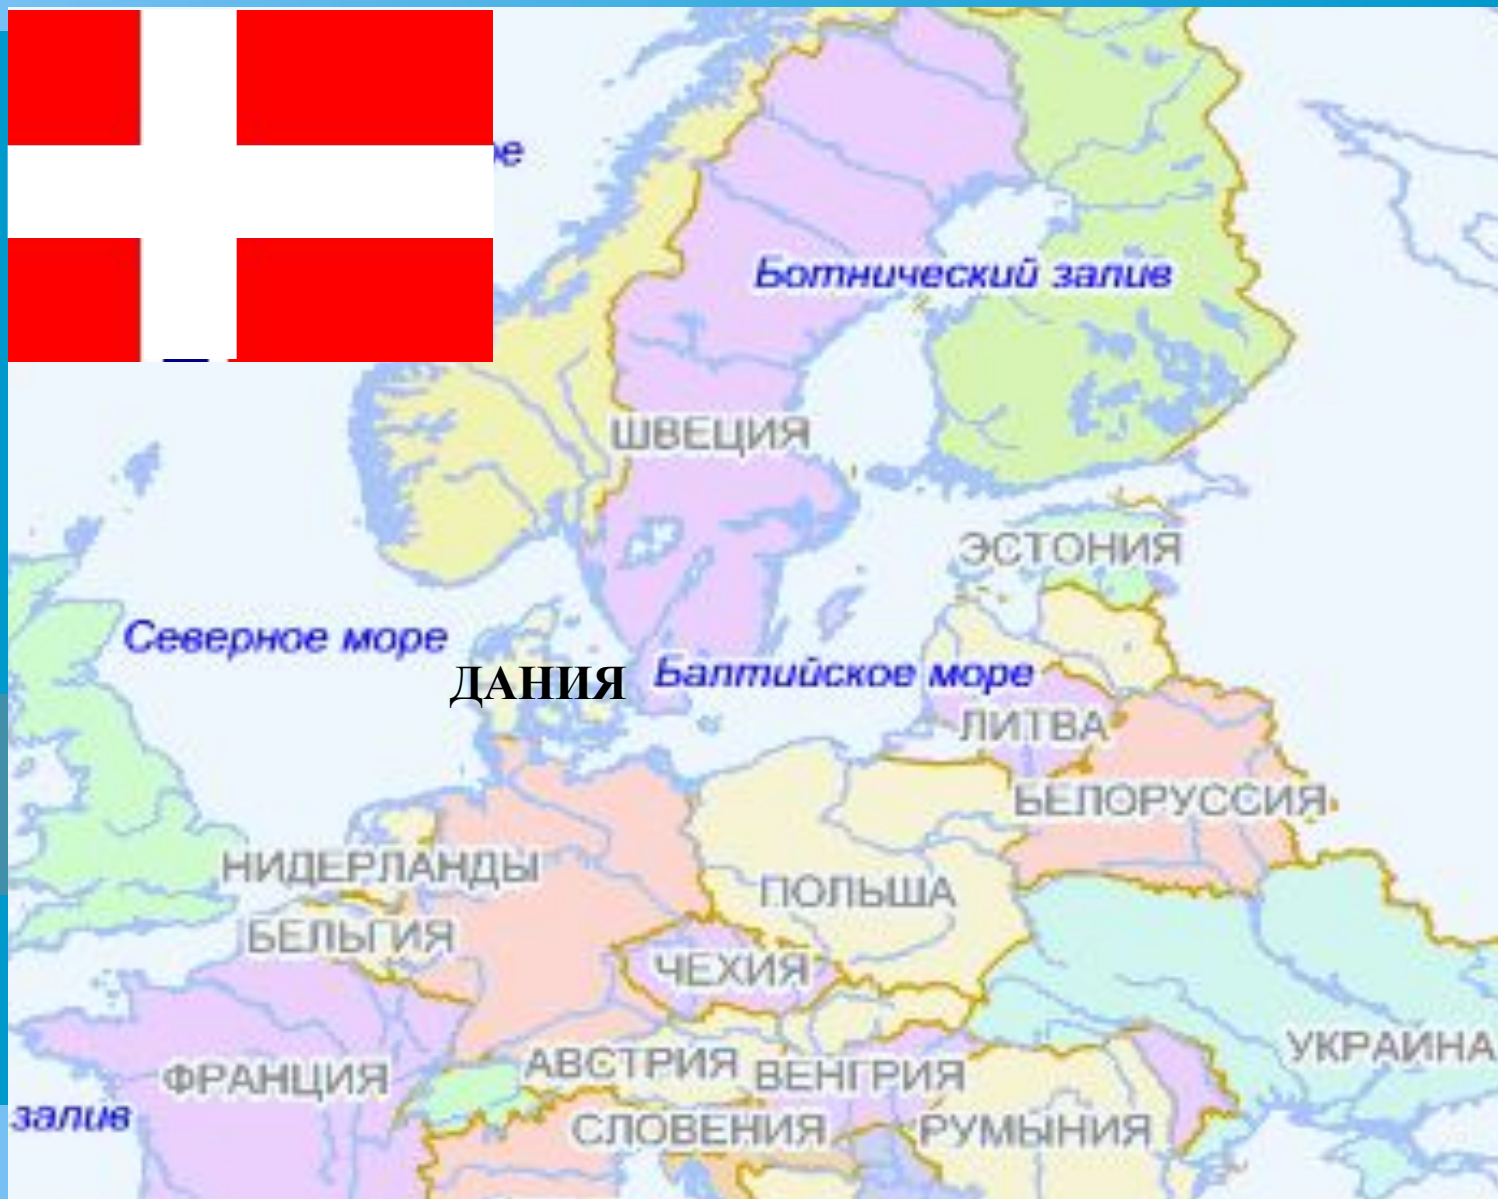 Ботнический залив
ШВЕЦИЯ
ЭСТОНИЯ
Северное море
ДАНИЯ
Балтийское море
ЛИТВА
БЕЛОРУССИЯ
НИДЕРЛАНДЫ
ПОЛЬША
БЕЛЬГИЯ
ЧЕХИЯ
УКРАИНА
АВСТРИЯ
ВЕНГРИЯ
ФРАНЦИЯ
залив
СЛОВЕНИЯ
РУМЫНИЯ